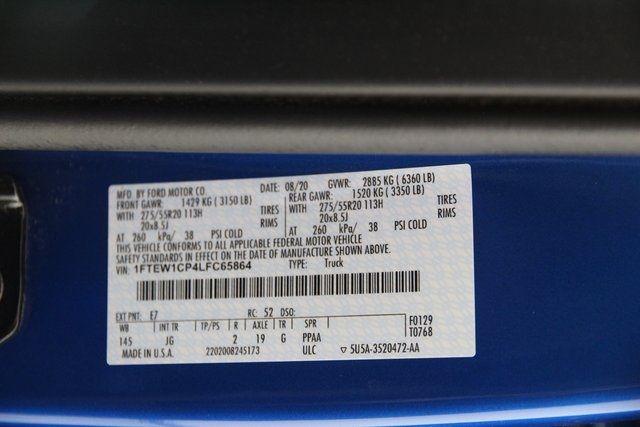 MFD. BY FORD MOTOR CO. DATE: 08/20 GVWR: 2885 KG ( 6360 LB)
FRONT GAWR: 1429 KG ( 3150 LB) REAR GAWR: 1520 KG ( 3350 LB)
WITH 275/55R20 113H TIRES WITH 275/55R20 113H TIRES
20x8.5J RIMS 20x8.5J RIMS
AT 260 kPa/ 38 PSI COLD AT 260 kPa/ 38 PSI COLD
THIS VEHICLE CONFORMS TO ALL APPLICABLE FEDERAL MOTOR VEHICLE
SAFETY STANDARDS IN EFFECT ON THE DATE OF MANUFACTURE SHOWN ABOVE.
VIN: 1FTEW1CP4LFC65864 TYPE: Truck
EXT PNT: E7 RC: 52 DSO: F0129
WB INT TR TP/PS R AXLE TR SPR T0768
145 JG 2 19 G PPAA
MADE IN U.S.A. 2202008245173 ULC ▽ 5U5A-3520472-AA